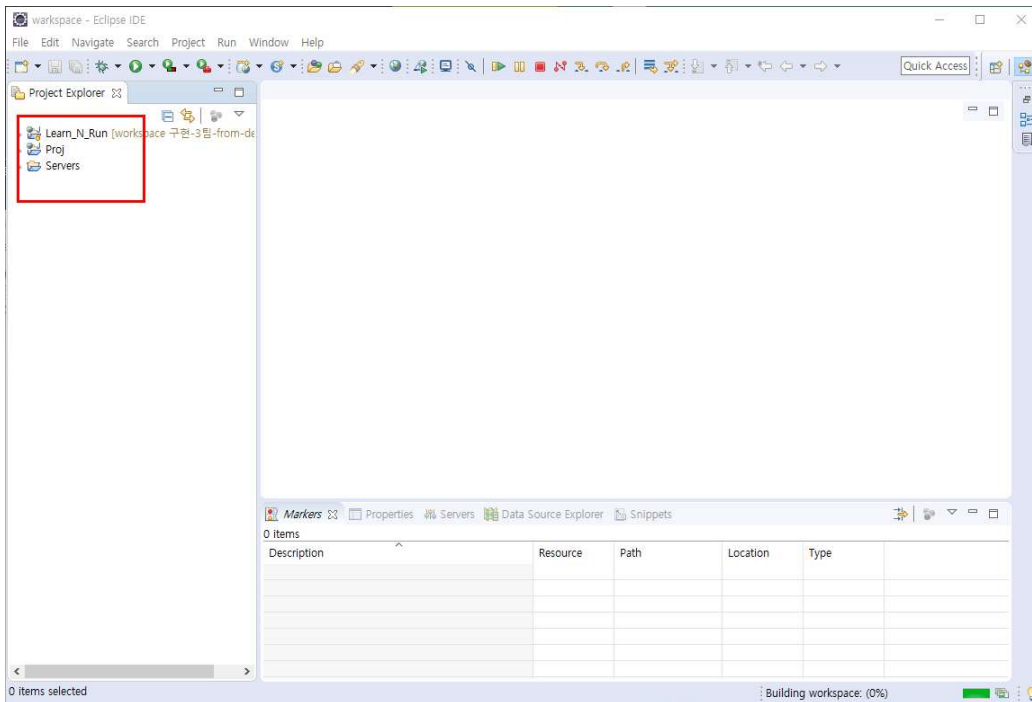 warkspace - Eclipse IDE
File Edit Navigate Search Project Run Window Help
Quick Access
Project Explorer
Learn_N_Run [workspace 구현-3팀-from-de
Proj
Servers
Markers Properties Servers Data Source Explorer Snippets
0 items
Description Resource Path Location Type
0 items selected Building workspace: (0%)